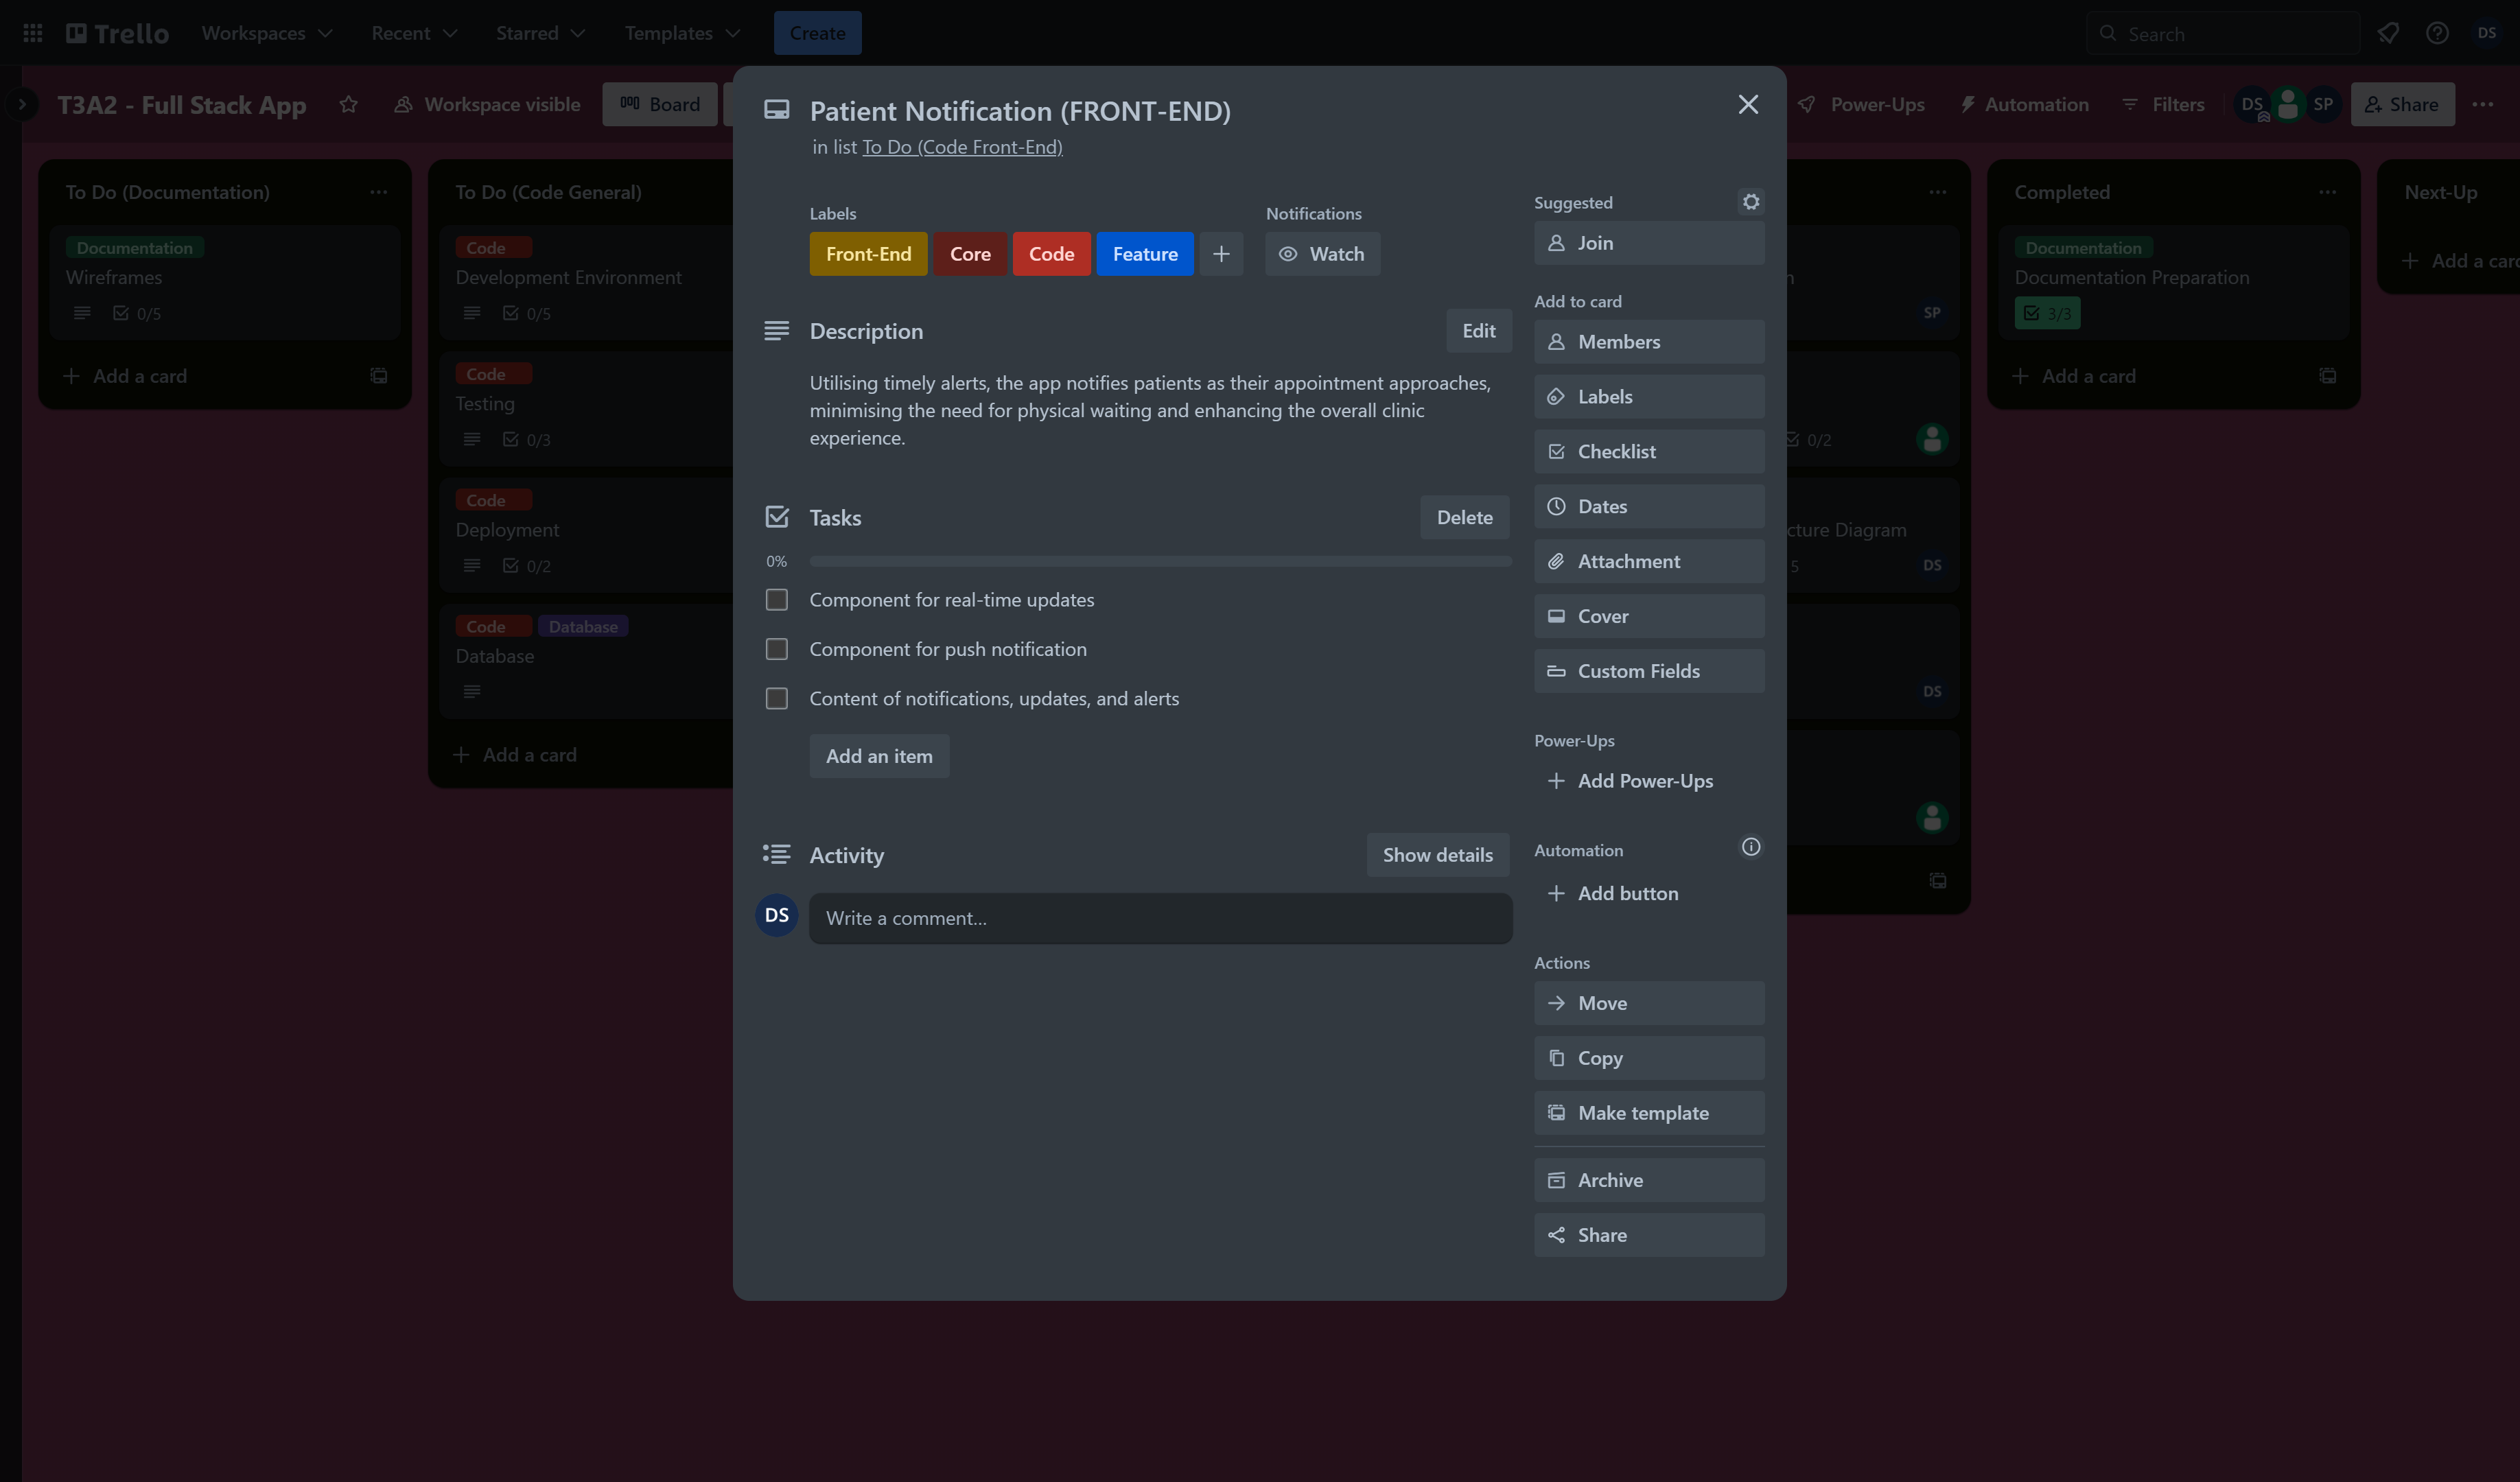 Trello
Workspaces
Recent
Starred
Templates
Create
Search
DS
T3A2 - Full Stack App
Workspace visible
Board
Power-Ups
Automation
Filters
DS
SP
Share
To Do (Documentation)
Documentation
Wireframes
0/5
Add a card
To Do (Code General)
Code
Development Environment
0/5
Code
Testing
0/3
Code
Deployment
0/2
Code Database
Database
Add a card
Patient Notification (FRONT-END)
in list To Do (Code Front-End)
Labels
Front-End
Core
Code
Feature
Notifications
Watch
Description
Edit
Utilising timely alerts, the app notifies patients as their appointment approaches,
minimising the need for physical waiting and enhancing the overall clinic
experience.
Tasks
Delete
0%
Component for real-time updates
Component for push notification
Content of notifications, updates, and alerts
Add an item
Activity
Show details
DS
Write a comment...
Suggested
Join
Add to card
Members
Labels
Checklist
Dates
Attachment
Cover
Custom Fields
Power-Ups
Add Power-Ups
Automation
Add button
Actions
Move
Copy
Make template
Archive
Share
SP
0/2
cture Diagram
5
DS
DS
Completed
Documentation
Documentation Preparation
3/3
Add a card
Next-Up
Add a card